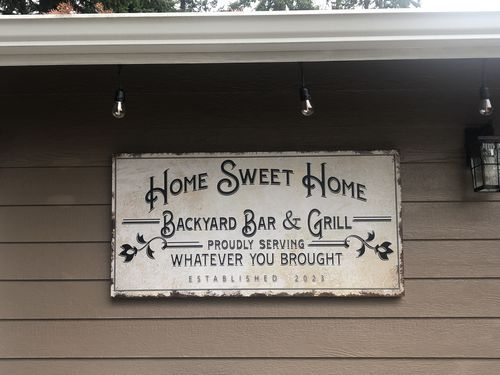 Home Sweet Home
Backyard Bar & Grill
PROUDLY SERVING
WHATEVER YOU BROUGHT
ESTABLISHED 2023